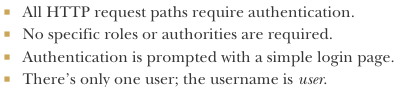 All HTTP request paths require authentication.
No specific roles or authorities are required.
Authentication is prompted with a simple login page.
There’s only one user; the username is user.